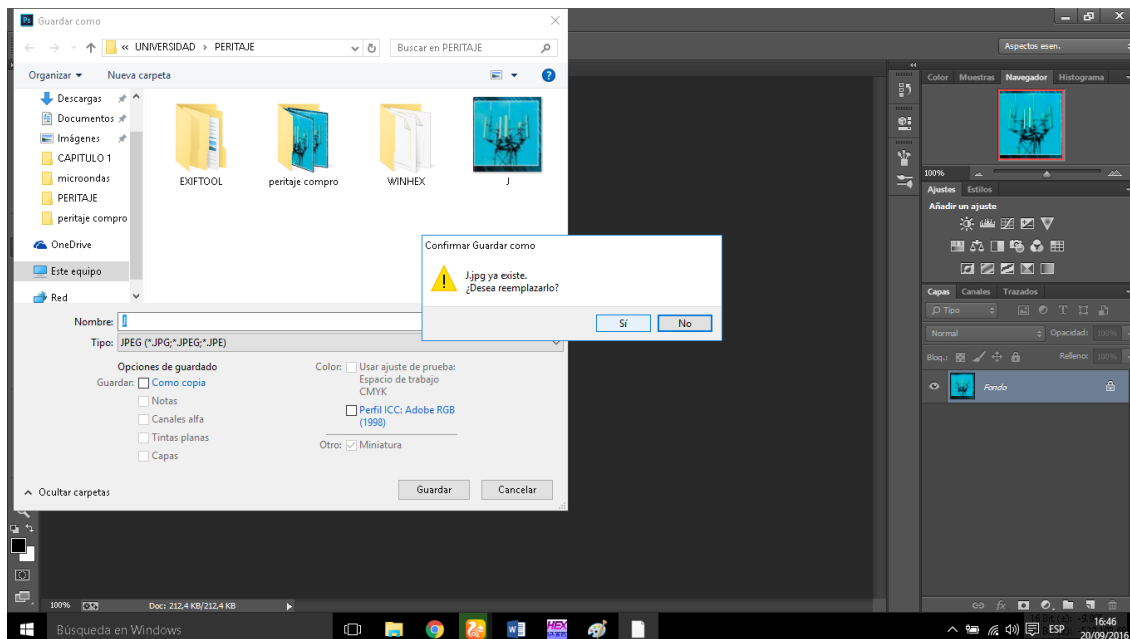 Ps Guardar como
« UNIVERSIDAD › PERITAJE
Buscar en PERITAJE
Organizar
Nueva carpeta
?
Descargas
Documentos
Imágenes
CAPITULO 1
microondas
PERITAJE
peritaje compro
OneDrive
Este equipo
Red
EXIFTOOL
peritaje compro
WINHEX
J
Confirmar Guardar como
J.jpg ya existe.
¿Desea reemplazarlo?
Sí
No
Nombre: J
Tipo: JPEG (*.JPG;*.JPEG;*.JPE)
Opciones de guardado
Guardar: Como copia
Notas
Canales alfa
Tintas planas
Capas
Color: Usar ajuste de prueba:
Espacio de trabajo
CMYK
Perfil ICC: Adobe RGB
(1998)
Otro: Miniatura
Ocultar carpetas
Guardar
Cancelar
Aspectos esen.
Color Muestras Navegador Histograma
100%
Ajustes Estilos
Añadir un ajuste
Capas Canales Trazados
Tipo
Normal
Opacidad: 100%
Bloq.:
Relleno: 100%
Fondo
fx
100%
Doc: 212,4 KB/212,4 KB
Búsqueda en Windows
HEX
ESP
16:46
20/09/2016